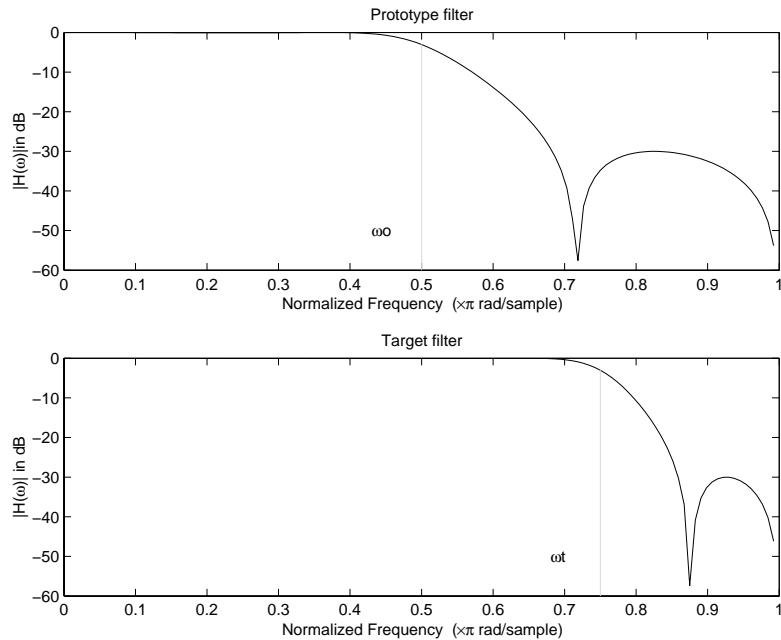 Prototype filter
0
−10
−20
−30
−40
−50
−60
|H(ω)|in dB
ωo
0 0.1 0.2 0.3 0.4 0.5 0.6 0.7 0.8 0.9 1
Normalized Frequency (×π rad/sample)
Target filter
0
−10
−20
−30
−40
−50
−60
|H(ω)| in dB
ωt
0 0.1 0.2 0.3 0.4 0.5 0.6 0.7 0.8 0.9 1
Normalized Frequency (×π rad/sample)